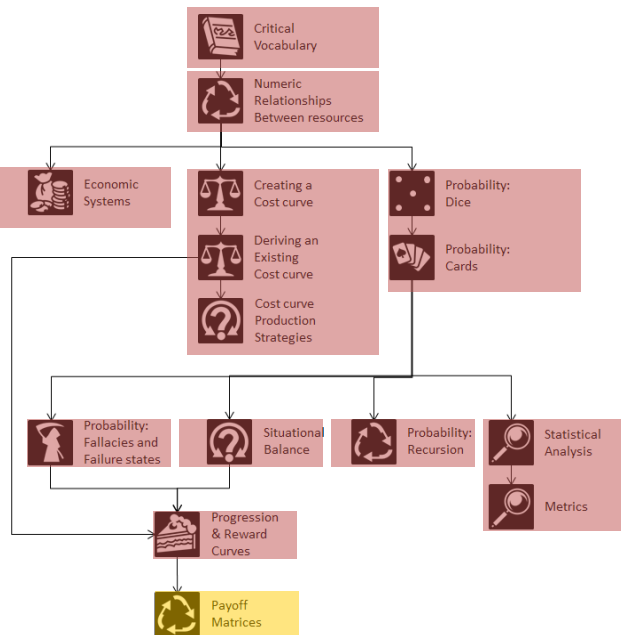 Critical
Vocabulary
Numeric
Relationships
Between resources
Economic
Systems
Creating a
Cost curve
Deriving an
Existing
Cost curve
Cost curve
Production
Strategies
Probability:
Dice
Probability:
Cards
Probability:
Fallacies and
Failure states
Situational
Balance
Probability:
Recursion
Statistical
Analysis
Metrics
Progression
& Reward
Curves
Payoff
Matrices